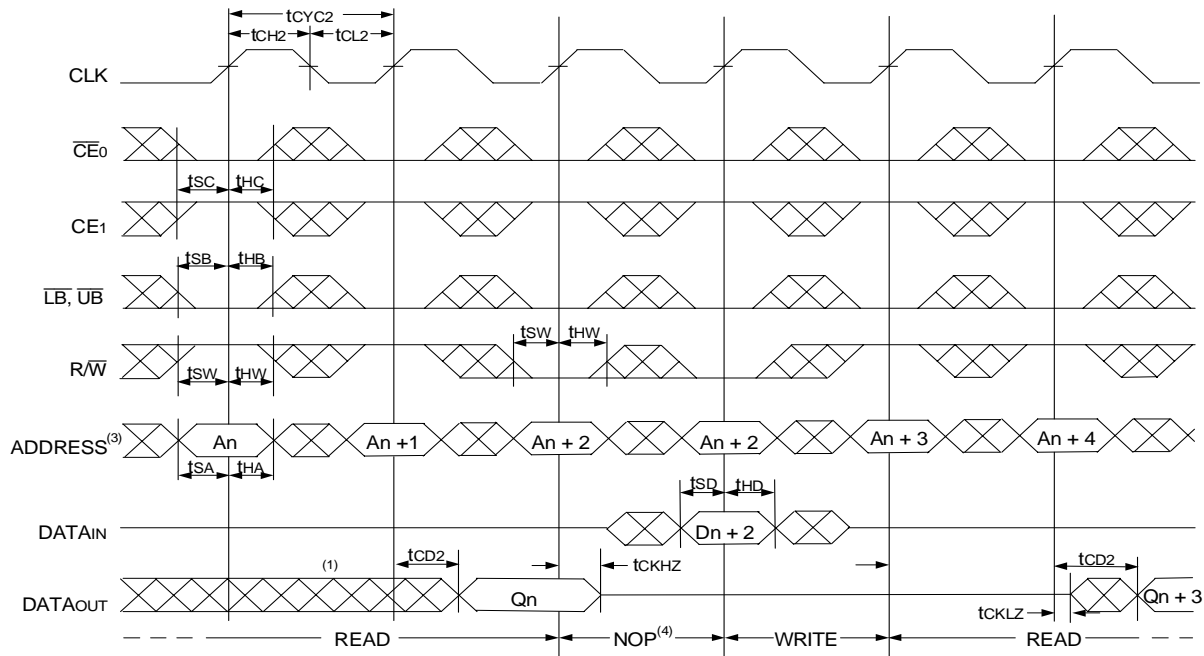 tCYC2
tCH2 tCL2
CLK
CE0
tSC tHC
CE1
tSB tHB
LB, UB
tSW tHW
R/W
tSW tHW
ADDRESS(3) An An +1 An + 2 An + 2 An + 3 An + 4
tSA tHA
tSD tHD
DATAIN Dn + 2
(1) tCD2 tCKHZ tCD2
DATAOUT Qn Qn + 3
tCKLZ
READ NOP(4) WRITE READ